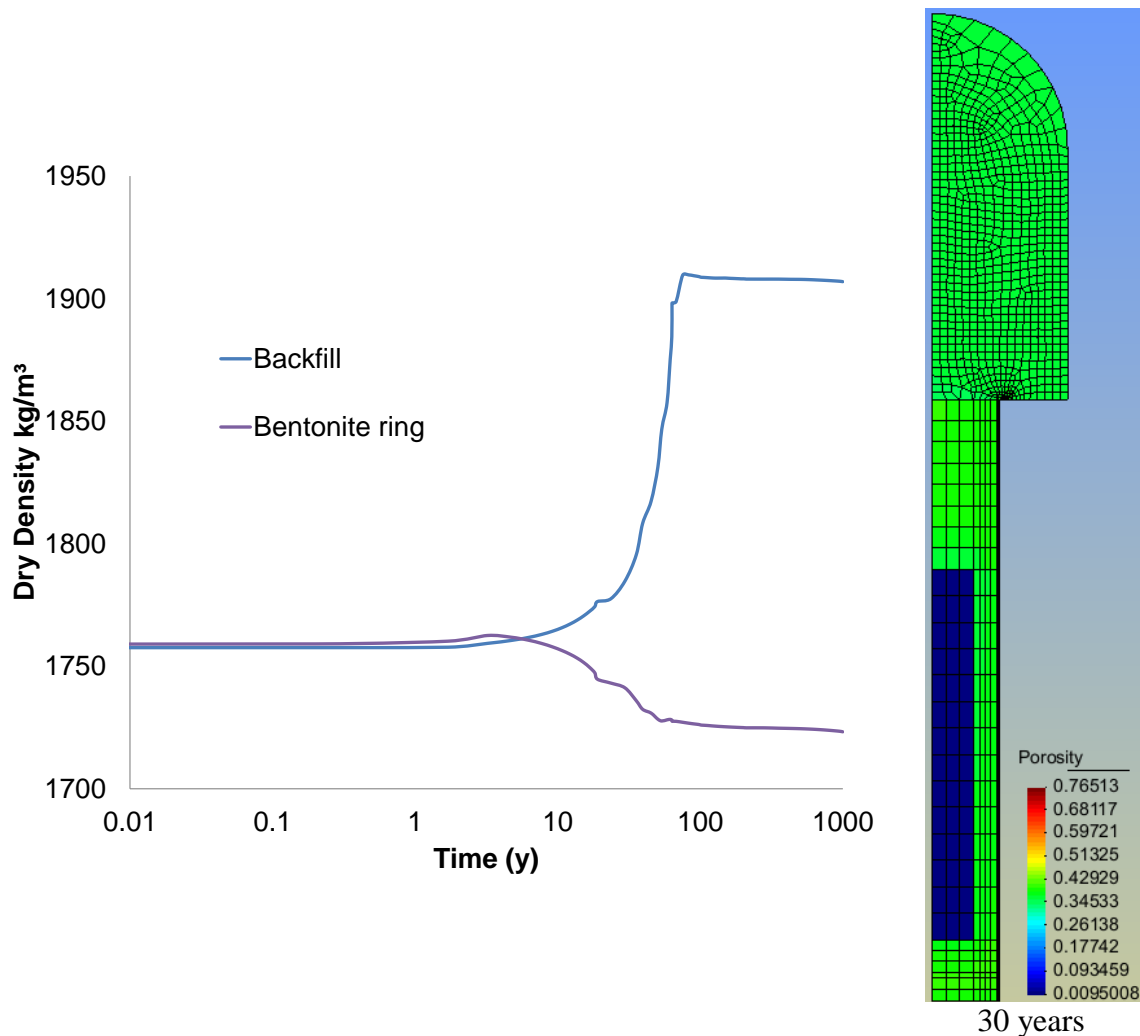 1950
1900
1850
1800
1750
1700
Dry Density kg/m³
Backfill
Bentonite ring
0.01 0.1 1 10 100 1000
Time (y)
Porosity
0.76513
0.68117
0.59721
0.51325
0.42929
0.34533
0.26138
0.17742
0.093459
0.0095008
30 years